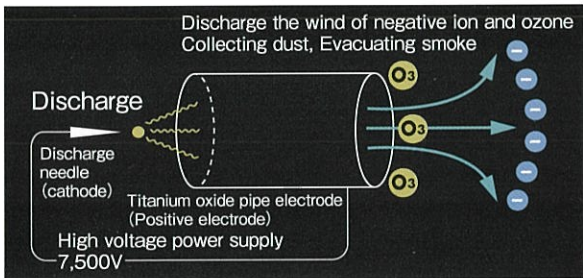 Discharge the wind of negative ion and ozone
Collecting dust, Evacuating smoke
Discharge
Discharge
needle
(cathode)
O3
O3
O3
Titanium oxide pipe electrode
(Positive electrode)
High voltage power supply
7,500V